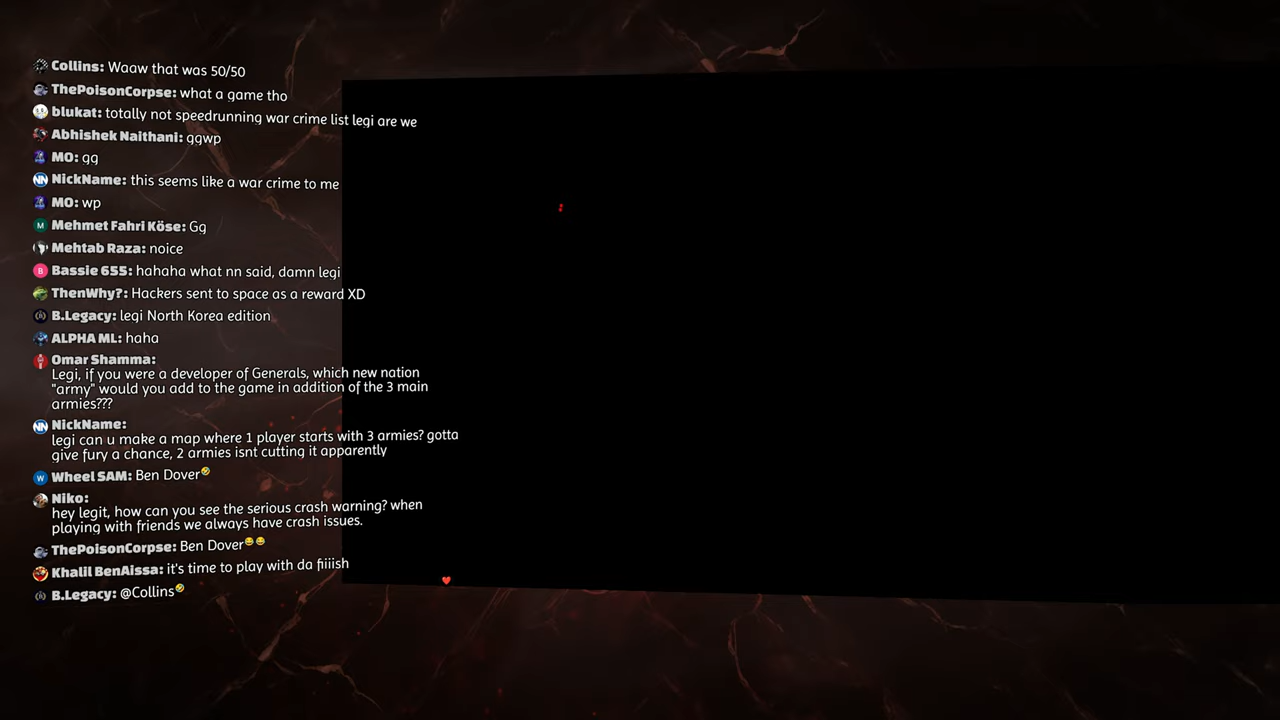 Collins: Waaw that was 50/50
ThePoisonCorpse: what a game tho
blukat: totally not speedrunning war crime list legi are we
Abhishek Naithani: ggwp
MO: gg
NickName: this seems like a war crime to me
MO: wp
M Mehmet Fahri Köse: Gg
Mehtab Raza: noice
B Bassie 655: hahaha what nn said, damn legi
ThenWhy?: Hackers sent to space as a reward XD
B.Legacy: legi North Korea edition
ALPHA ML: haha
Omar Shamma:
Legi, if you were a developer of Generals, which new nation
"army" would you add to the game in addition of the 3 main
armies???
NickName:
legi can u make a map where 1 player starts with 3 armies? gotta
give fury a chance, 2 armies isnt cutting it apparently
W Wheel SAM: Ben Dover🤣
Niko:
hey legit, how can you see the serious crash warning? when
playing with friends we always have crash issues.
ThePoisonCorpse: Ben Dover😂😂
Khalil BenAissa: it's time to play with da fiiiish
B.Legacy: @Collins🤣